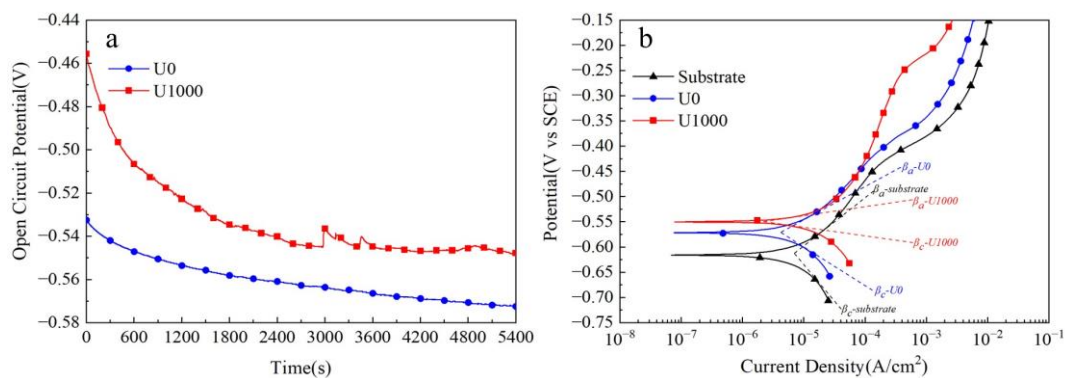 a
U0
U1000
−0.44
−0.46
−0.48
−0.50
−0.52
−0.54
−0.56
−0.58
Open Circuit Potential(V)
0 600 1200 1800 2400 3000 3600 4200 4800 5400
Time(s)
b
Substrate
U0
U1000
−0.15
−0.20
−0.25
−0.30
−0.35
−0.40
−0.45
−0.50
−0.55
−0.60
−0.65
−0.70
−0.75
Potential(V vs SCE)
βa-U0
βa-substrate
βa-U1000
βc-U1000
βc-U0
βc-substrate
10⁻⁷ 10⁻⁶ 10⁻⁵ 10⁻⁴ 10⁻³ 10⁻² 10⁻¹
Current Density(A/cm²)